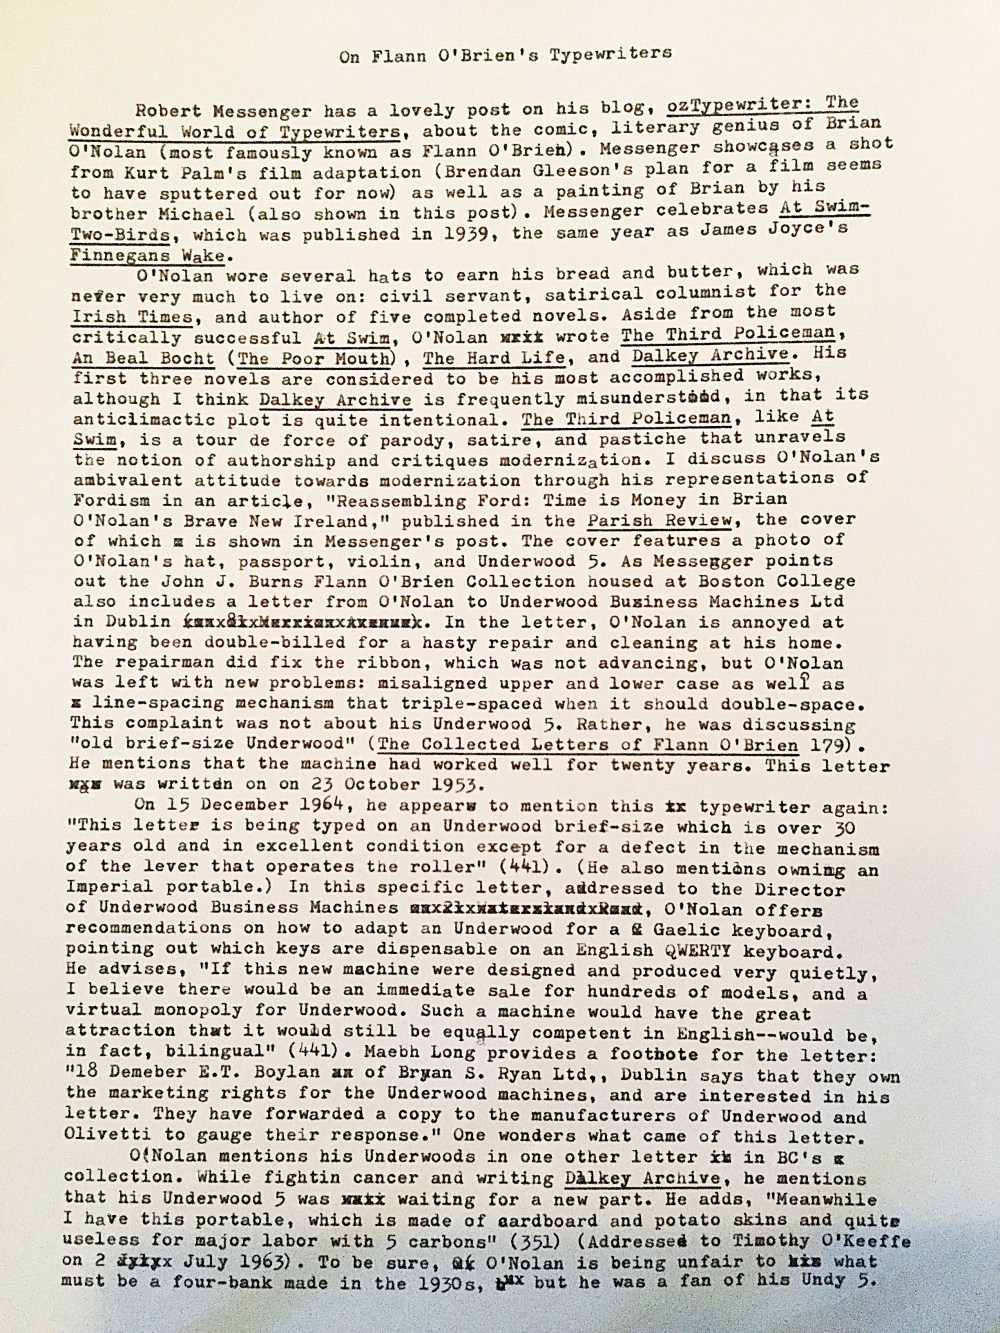 On Flann O'Brien's Typewriters
Robert Messenger has a lovely post on his blog, ozTypewriter: The
Wonderful World of Typewriters, about the comic, literary genius of Brian
O'Nolan (most famously known as Flann O'Brien). Messenger showcases a shot
from Kurt Palm's film adaptation (Brendan Gleeson's plan for a film seems
to have sputtered out for now) as well as a painting of Brian by his
brother Michael (also shown in this post). Messenger celebrates At Swim-
Two-Birds, which was published in 1939, the same year as James Joyce's
Finnegans Wake.
O'Nolan wore several hats to earn his bread and butter, which was
never very much to live on: civil servant, satirical columnist for the
Irish Times, and author of five completed novels. Aside from the most
critically successful At Swim, O'Nolan wrote The Third Policeman,
An Beal Bocht (The Poor Mouth), The Hard Life, and Dalkey Archive. His
first three novels are considered to be his most accomplished works,
although I think Dalkey Archive is frequently misunderstood, in that its
anticlimactic plot is quite intentional. The Third Policeman, like At
Swim, is a tour de force of parody, satire, and pastiche that unravels
the notion of authorship and critiques modernization. I discuss O'Nolan's
ambivalent attitude towards modernization through his representations of
Fordism in an article, "Reassembling Ford: Time is Money in Brian
O'Nolan's Brave New Ireland," published in the Parish Review, the cover
of which is shown in Messenger's post. The cover features a photo of
O'Nolan's hat, passport, violin, and Underwood 5. As Messegger points
out the John J. Burns Flann O'Brien Collection housed at Boston College
also includes a letter from O'Nolan to Underwood Business Machines Ltd
in Dublin. In the letter, O'Nolan is annoyed at
having been double-billed for a hasty repair and cleaning at his home.
The repairman did fix the ribbon, which was not advancing, but O'Nolan
was left with new problems: misaligned upper and lower case as well as
line-spacing mechanism that triple-spaced when it should double-space.
This complaint was not about his Underwood 5. Rather, he was discussing
"old brief-size Underwood" (The Collected Letters of Flann O'Brien 179).
He mentions that the machine had worked well for twenty years. This letter
was written on on 23 October 1953.
On 15 December 1964, he appears to mention this typewriter again:
"This letter is being typed on an Underwood brief-size which is over 30
years old and in excellent condition except for a defect in the mechanism
of the lever that operates the roller" (441). (He also mentions owning an
Imperial portable.) In this specific letter, addressed to the Director
of Underwood Business Machines, O'Nolan offers
recommendations on how to adapt an Underwood for a Gaelic keyboard,
pointing out which keys are dispensable on an English QWERTY keyboard.
He advises, "If this new machine were designed and produced very quietly,
I believe there would be an immediate sale for hundreds of models, and a
virtual monopoly for Underwood. Such a machine would have the great
attraction that it would still be equally competent in English--would be,
in fact, bilingual" (441). Maebh Long provides a footbote for the letter:
"18 Demeber E.T. Boylan of Bryan S. Ryan Ltd,, Dublin says that they own
the marketing rights for the Underwood machines, and are interested in his
letter. They have forwarded a copy to the manufacturers of Underwood and
Olivetti to gauge their response." One wonders what came of this letter.
O(Nolan mentions his Underwoods in one other letter in BC's
collection. While fightin cancer and writing Dalkey Archive, he mentions
that his Underwood 5 was waiting for a new part. He adds, "Meanwhile
I have this portable, which is made of aardboard and potato skins and quite
useless for major labor with 5 carbons" (351) (Addressed to Timothy O'Keeffe
on 2 July 1963). To be sure, O'Nolan is being unfair to what
must be a four-bank made in the 1930s, but he was a fan of his Undy 5.